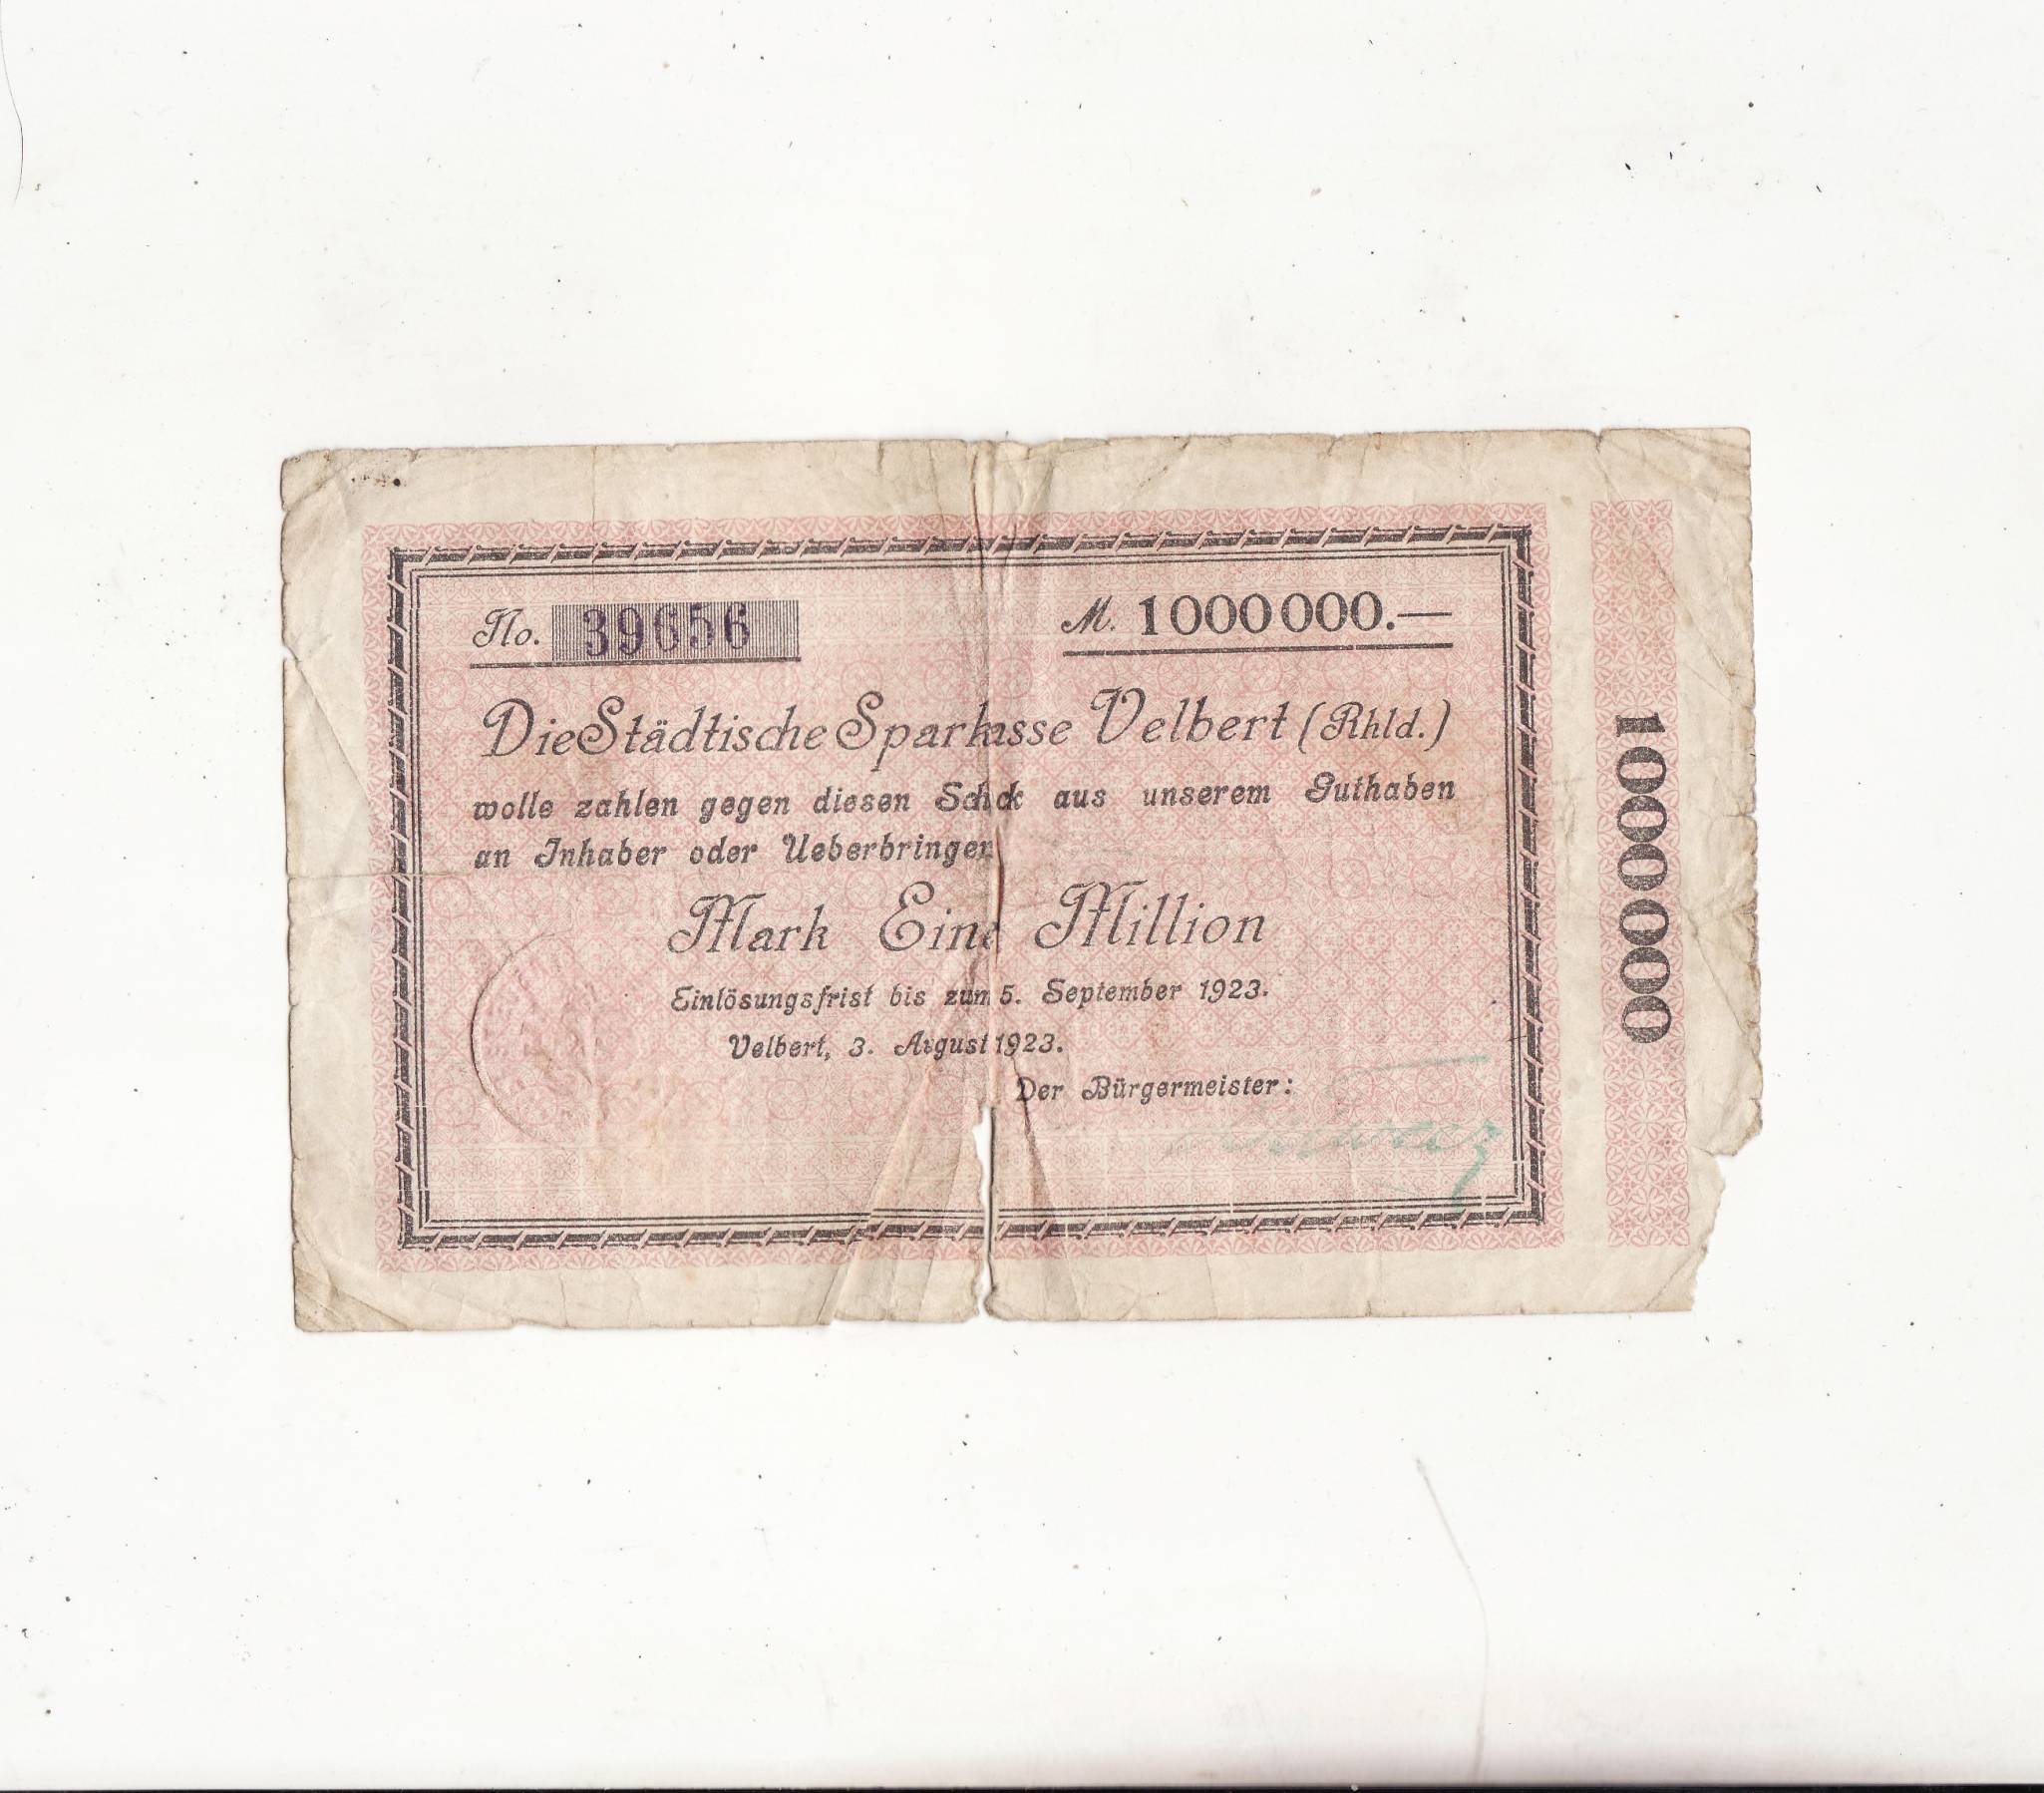 No. 39656
M. 1000000.—
Die Städtische Sparkasse Velbert (Rhld.)
wolle zahlen gegen diesen Scheck aus unserem Guthaben
an Inhaber oder Ueberbringer
Mark Eine Million
Einlösungsfrist bis zum 5. September 1923.
Velbert, 3. August 1923.
Der Bürgermeister:
1000000